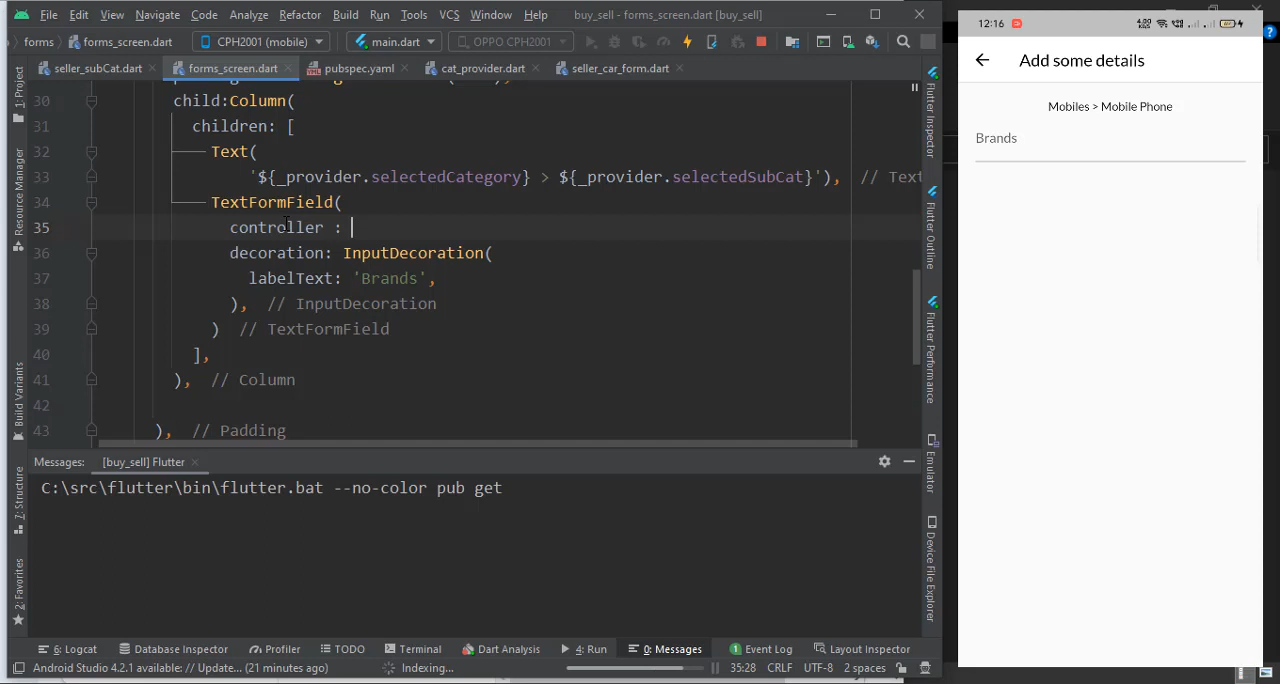 File Edit View Navigate Code Analyze Refactor Build Run Tools VCS Window Help buy_sell - forms_screen.dart [buy_sell]
forms forms_screen.dart CPH2001 (mobile) main.dart OPPO CPH2001
seller_subCat.dart forms_screen.dart pubspec.yaml cat_provider.dart seller_car_form.dart
30 child:Column(
31 children: [
32 Text(
33 '${_provider.selectedCategory} > ${_provider.selectedSubCat}'), // Text
34 TextFormField(
35 controller :
36 decoration: InputDecoration(
37 labelText: 'Brands',
38 ), // InputDecoration
39 ) // TextFormField
40 ],
41 ), // Column
42
43 ), // Padding
Messages: [buy_sell] Flutter
C:\src\flutter\bin\flutter.bat --no-color pub get
6: Logcat Database Inspector Profiler TODO Terminal Dart Analysis 4: Run 0: Messages 1 Event Log Layout Inspector
Android Studio 4.2.1 available: // Update... (21 minutes ago) Indexing... 35:28 CRLF UTF-8 2 spaces
1: Project
Resource Manager
Build Variants
7: Structure
2: Favorites
Flutter Inspector
Flutter Outline
Flutter Performance
Emulator
Device File Explorer
12:16
Add some details
Mobiles > Mobile Phone
Brands